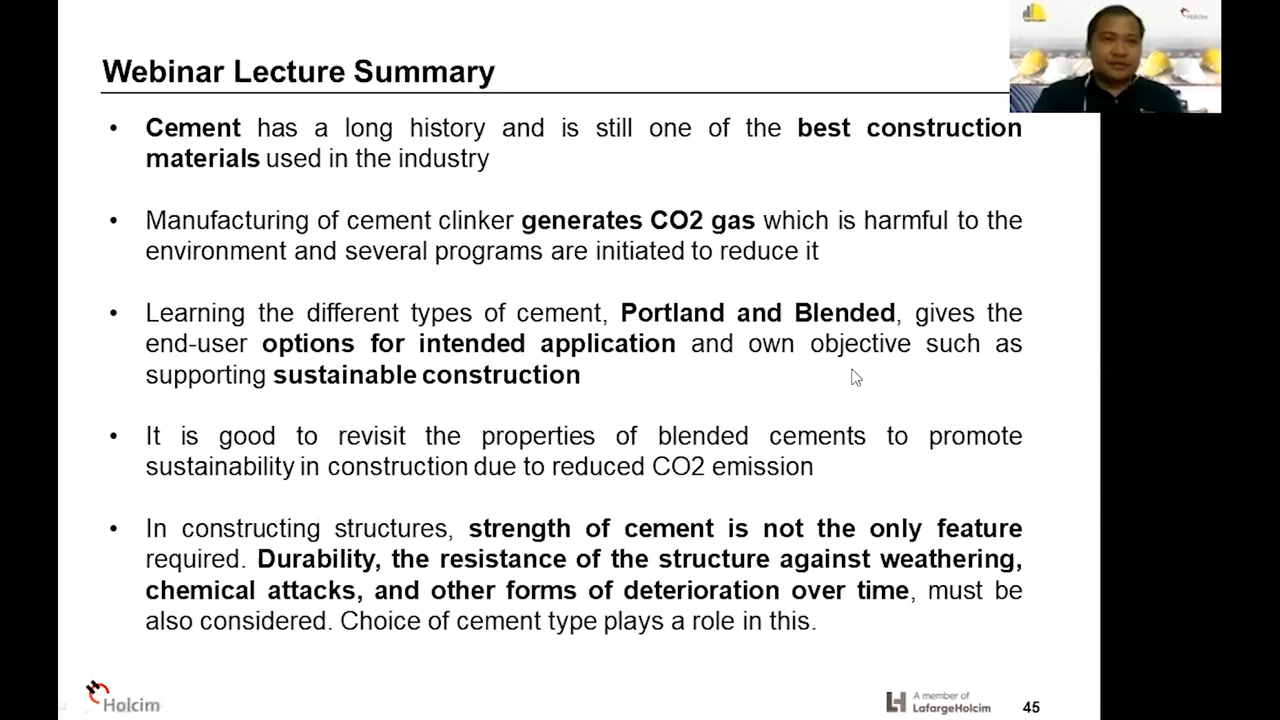 Webinar Lecture Summary
• Cement has a long history and is still one of the best construction
materials used in the industry
• Manufacturing of cement clinker generates CO2 gas which is harmful to the
environment and several programs are initiated to reduce it
• Learning the different types of cement, Portland and Blended, gives the
end-user options for intended application and own objective such as
supporting sustainable construction
• It is good to revisit the properties of blended cements to promote
sustainability in construction due to reduced CO2 emission
• In constructing structures, strength of cement is not the only feature
required. Durability, the resistance of the structure against weathering,
chemical attacks, and other forms of deterioration over time, must be
also considered. Choice of cement type plays a role in this.
Holcim
Holcim
A member of
LafargeHolcim
45